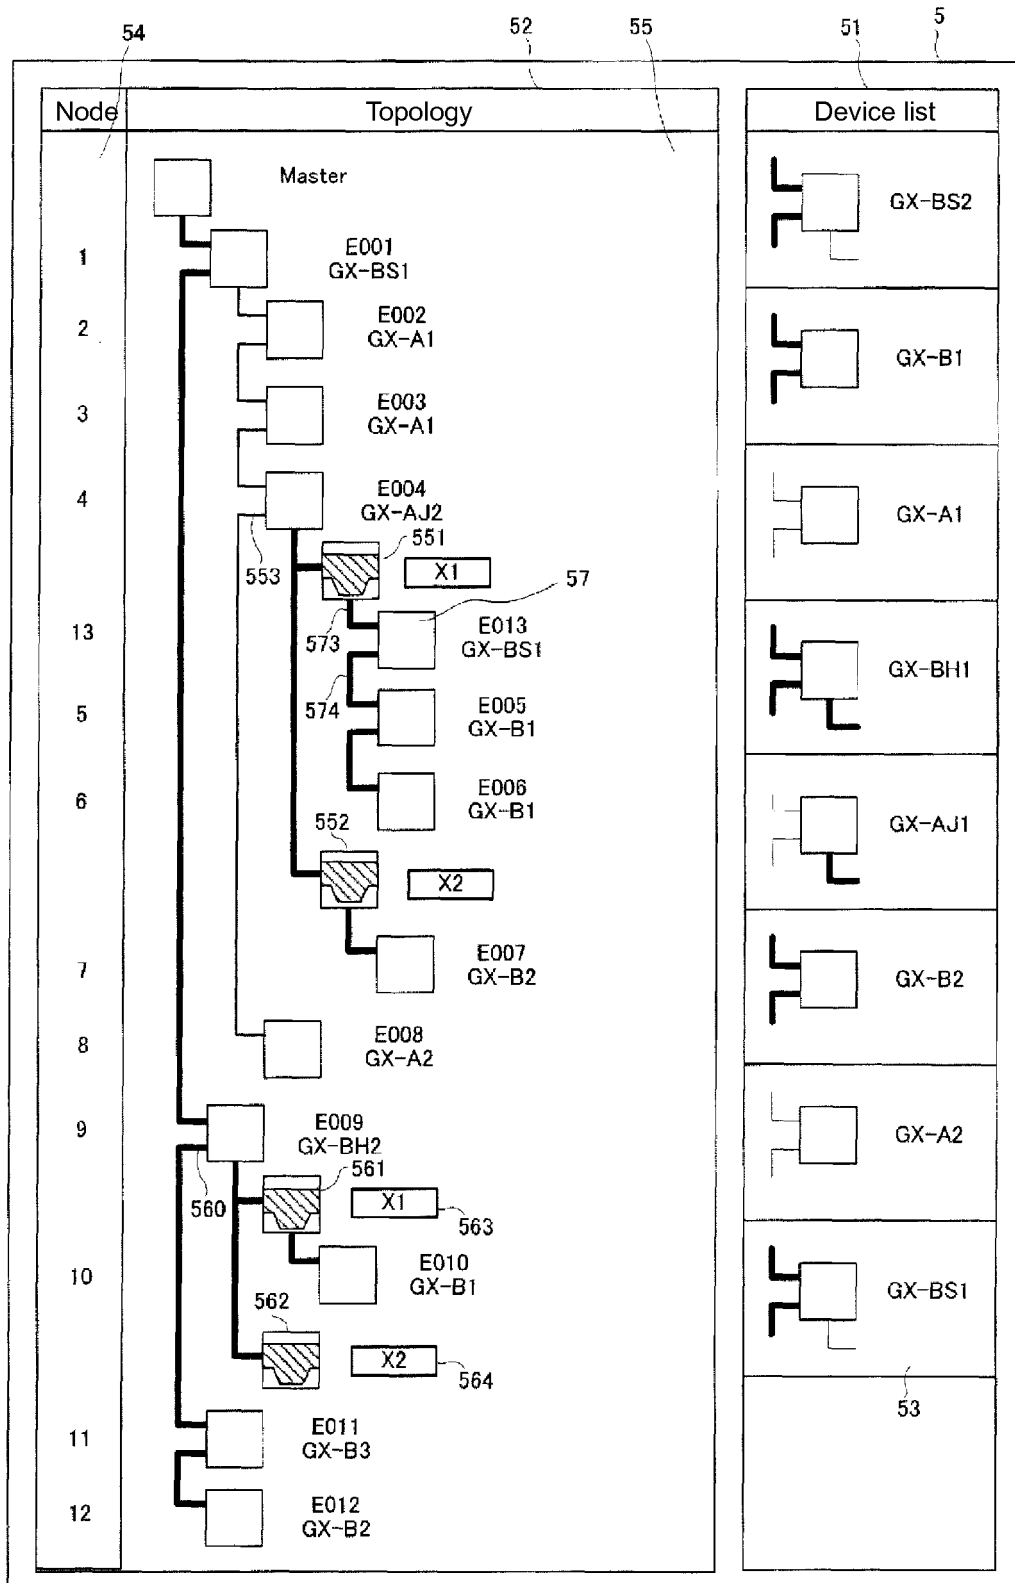 54
52
55
51
5
Node
Topology
Device list
Master
GX-BS2
1
E001
GX-BS1
2
E002
GX-A1
GX-B1
3
E003
GX-A1
4
E004
GX-AJ2
GX-A1
553
551
X1
57
13
573
E013
GX-BS1
GX-BH1
5
574
E005
GX-B1
6
E006
GX-B1
GX-AJ1
552
X2
7
E007
GX-B2
GX-B2
8
E008
GX-A2
9
E009
GX-BH2
GX-A2
560
561
X1
563
10
E010
GX-B1
GX-BS1
562
X2
564
53
11
E011
GX-B3
12
E012
GX-B2